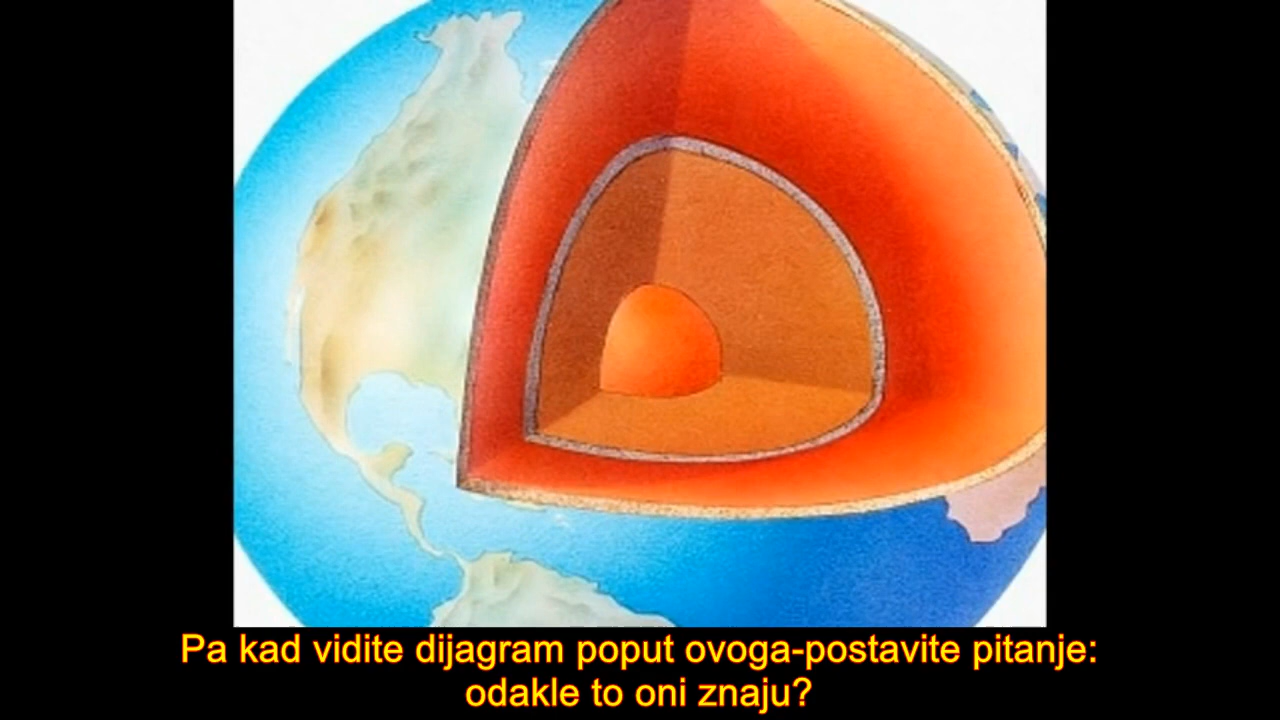 Pa kad vidite dijagram poput ovoga-postavite pitanje:
odakle to oni znaju?